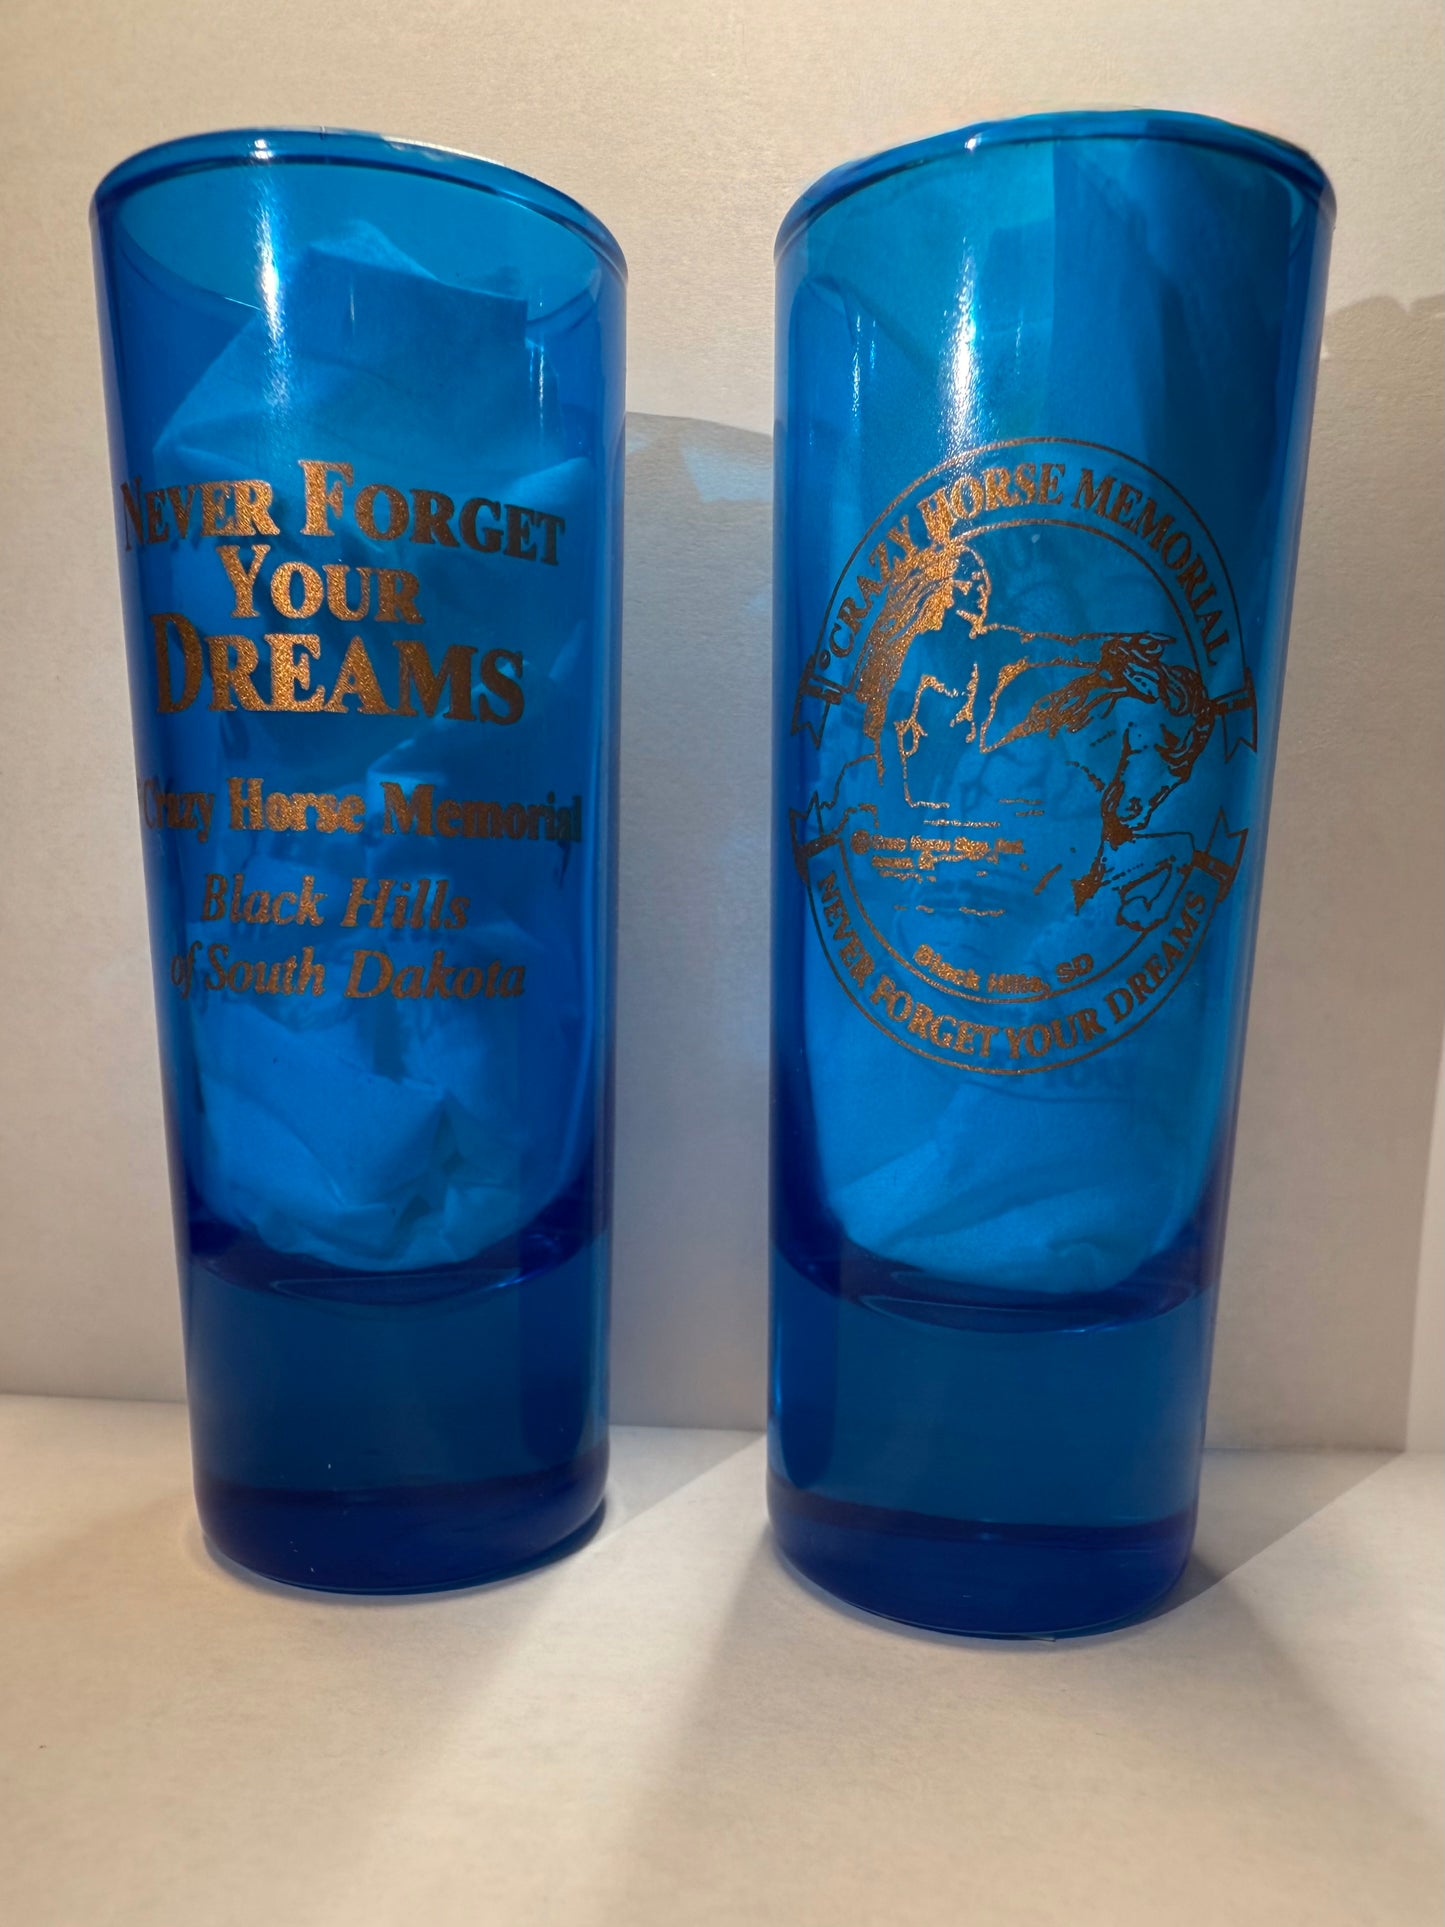 NEVER FORGET
YOUR
DREAMS
Crazy Horse Memorial
Black Hills
of South Dakota
CRAZY HORSE MEMORIAL
Black Hills, SD
NEVER FORGET YOUR DREAMS